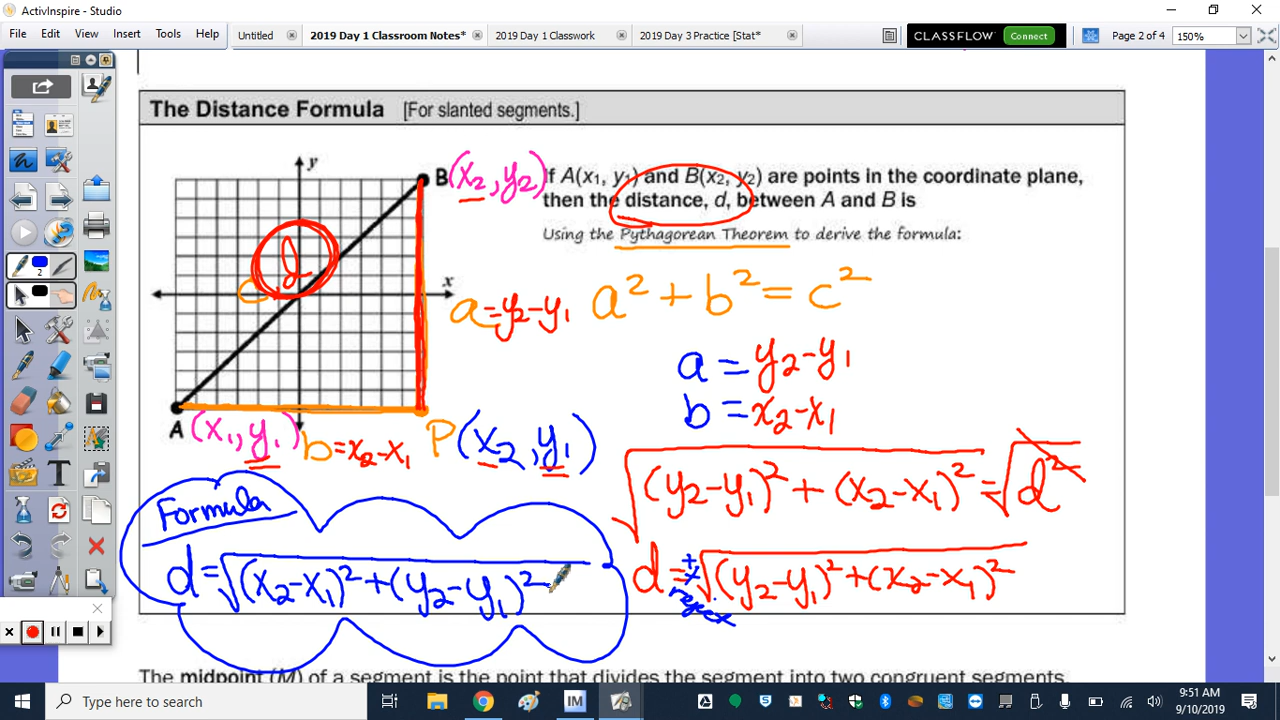 ActivInspire - Studio
File Edit View Insert Tools Help
Untitled
2019 Day 1 Classroom Notes*
2019 Day 1 Classwork
2019 Day 3 Practice [Stat*
CLASSFLOW Connect
Page 2 of 4
150%
The Distance Formula [For slanted segments.]
y
B (x2, y2)
If A(x1, y1) and B(x2, y2) are points in the coordinate plane,
then the distance, d, between A and B is
Using the Pythagorean Theorem to derive the formula:
d
c
x
a = y2 - y1
a² + b² = c²
a = y2 - y1
b = x2 - x1
A (x1, y1)
b = x2 - x1
P (x2, y1)
√(y2 - y1)² + (x2 - x1)² = √d²
Formula
d = √(x2 - x1)² + (y2 - y1)²
d = ± √(y2 - y1)² + (x2 - x1)²
reject
2
The midpoint (M) of a segment is the point that divides the segment into two congruent segments
Type here to search
IM
9:51 AM
9/10/2019